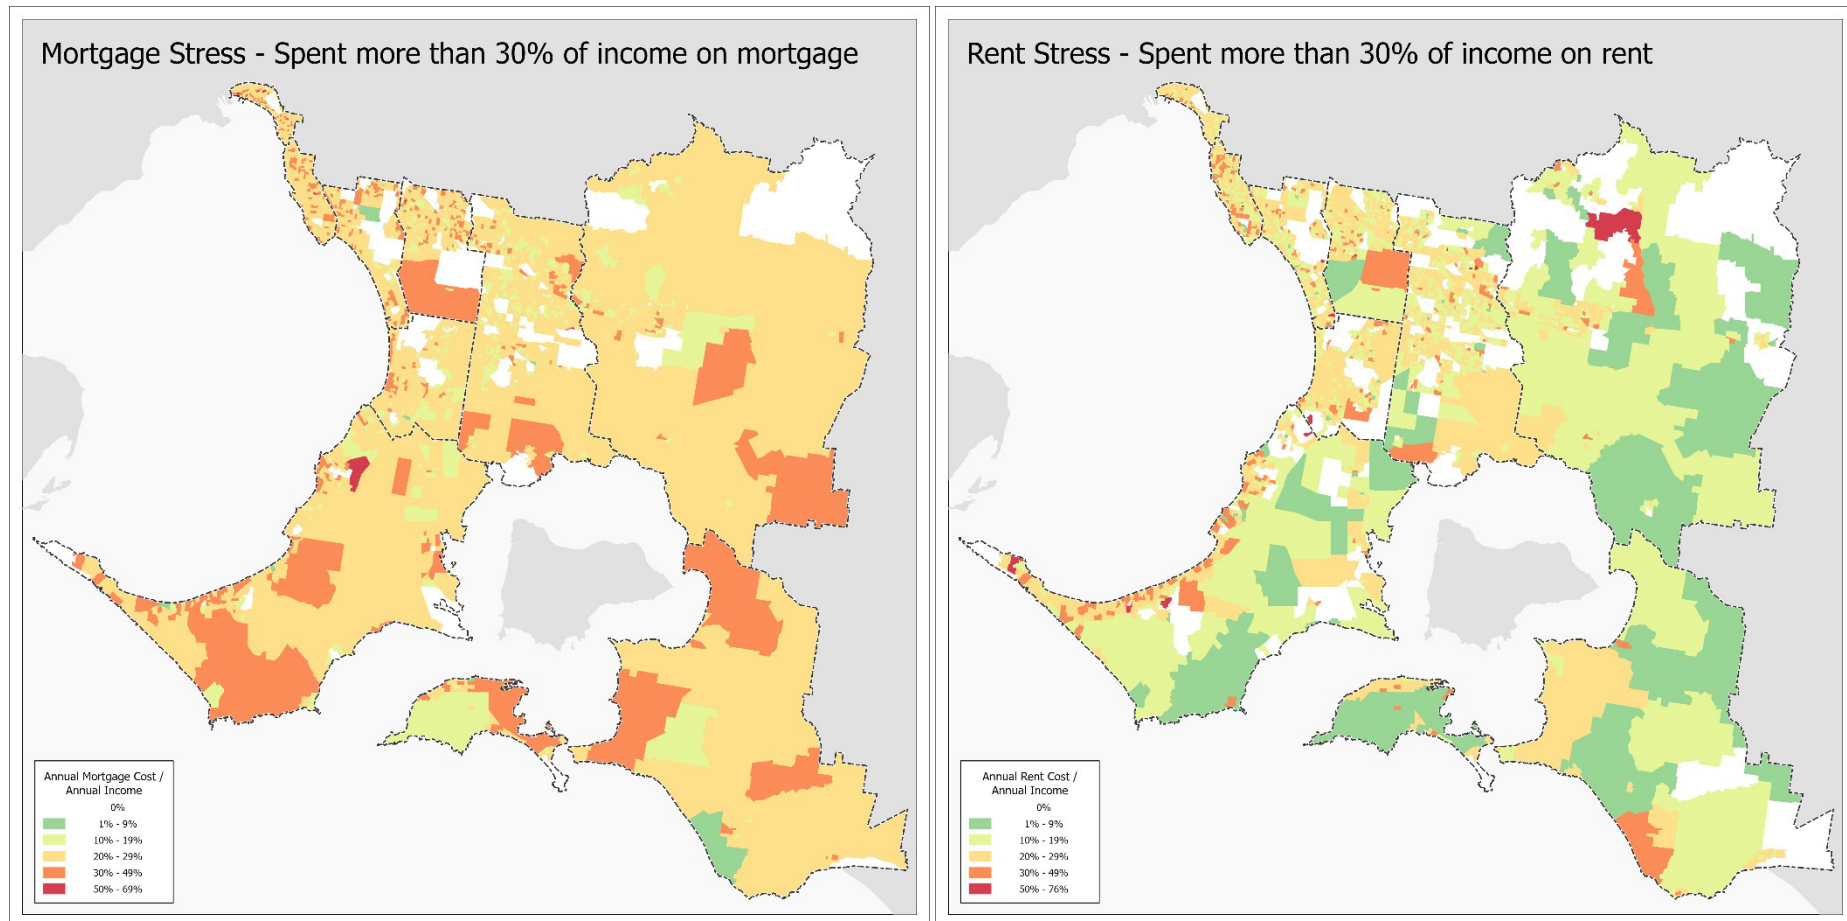 Mortgage Stress - Spent more than 30% of income on mortgage
Annual Mortgage Cost /
Annual Income
0%
1% - 9%
10% - 19%
20% - 29%
30% - 49%
50% - 69%
Rent Stress - Spent more than 30% of income on rent
Annual Rent Cost /
Annual Income
0%
1% - 9%
10% - 19%
20% - 29%
30% - 49%
50% - 76%